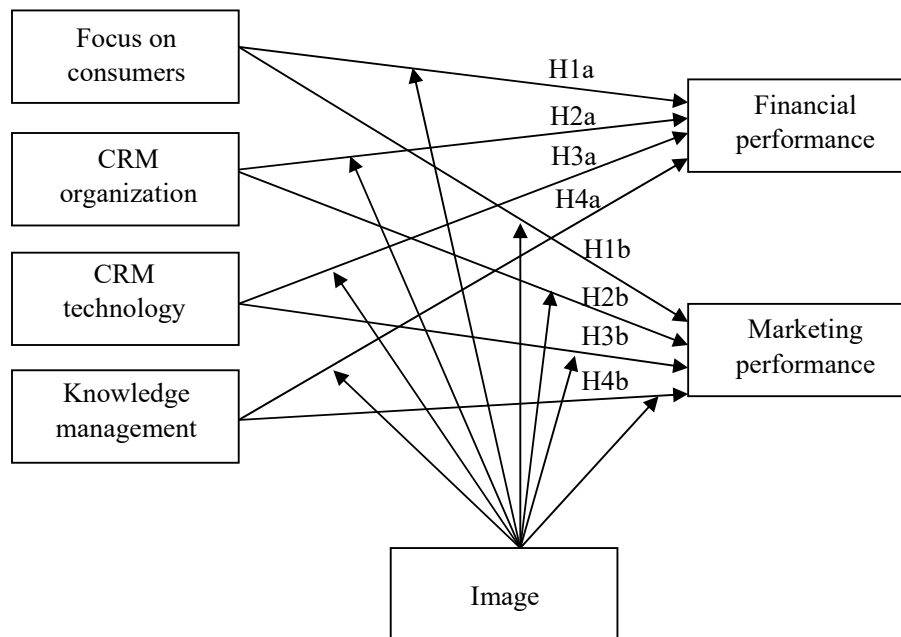 Focus on
consumers
CRM
organization
CRM
technology
Knowledge
management
H1a
H2a
H3a
H4a
H1b
H2b
H3b
H4b
Financial
performance
Marketing
performance
Image